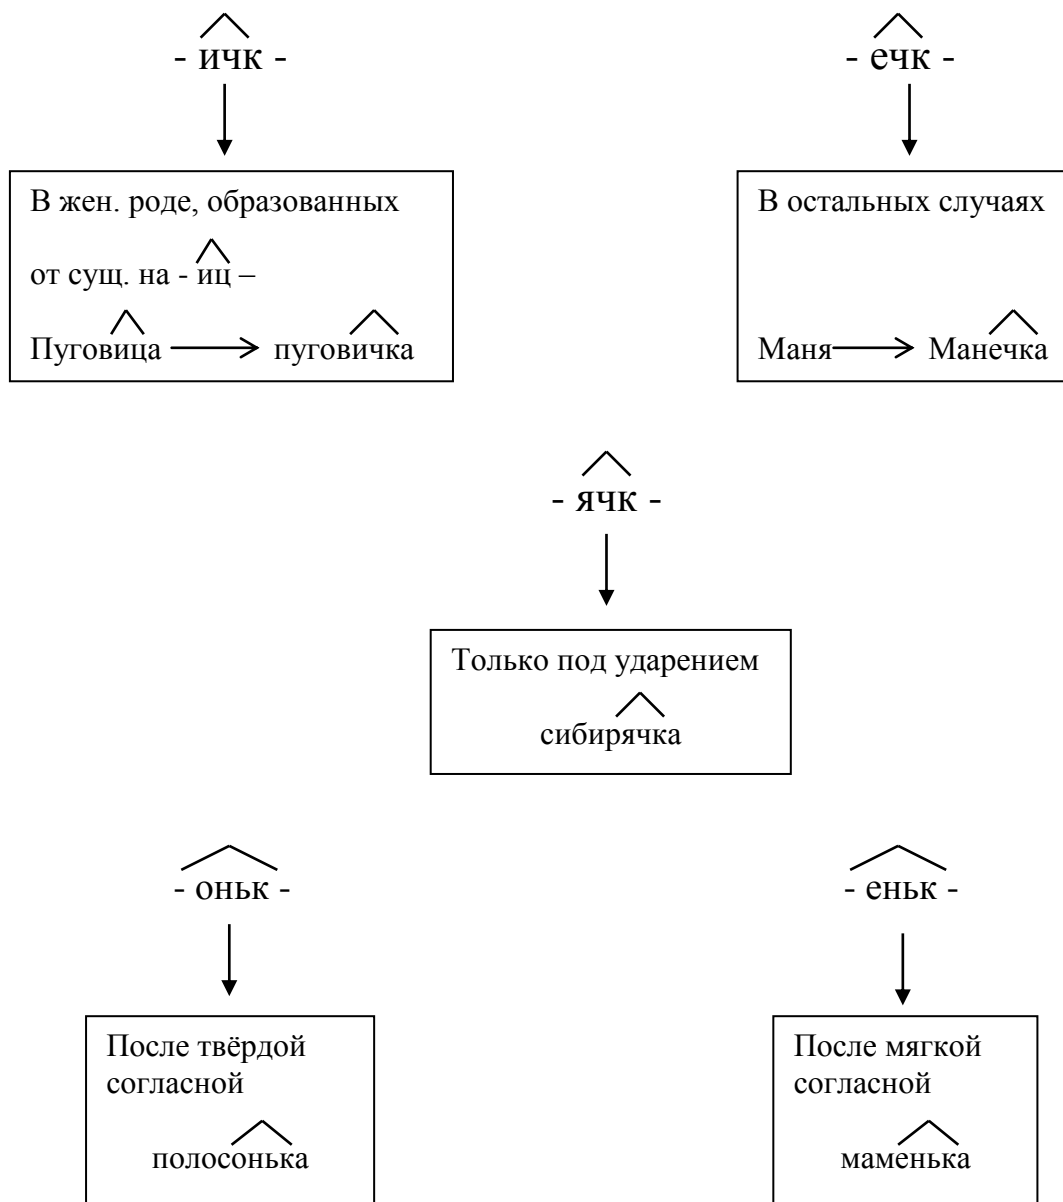 - ичк -
- ечк -
В жен. роде, образованных
от сущ. на - иц –
Пуговица пуговичка
В остальных случаях
Маня Манечка
- ячк -
Только под ударением
сибирячка
- оньк -
- еньк -
После твёрдой
согласной
полосонька
После мягкой
согласной
маменька